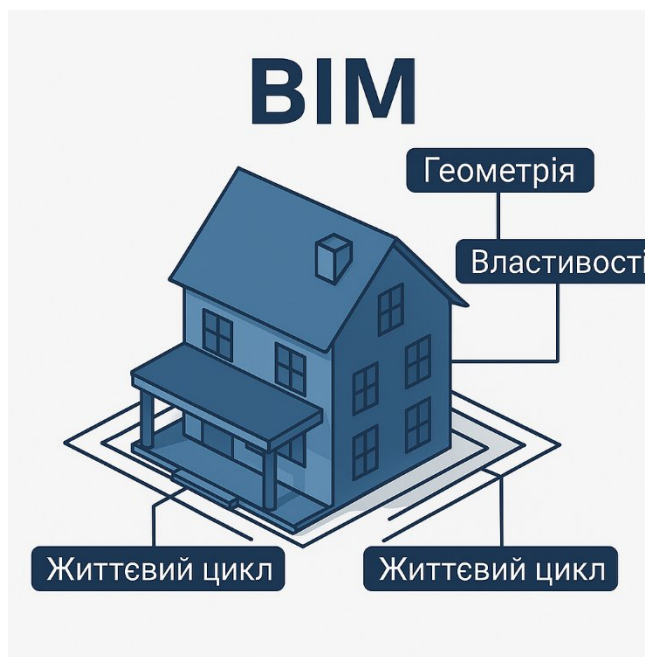 BIM
Геометрія
Властивості
Життєвий цикл
Життєвий цикл